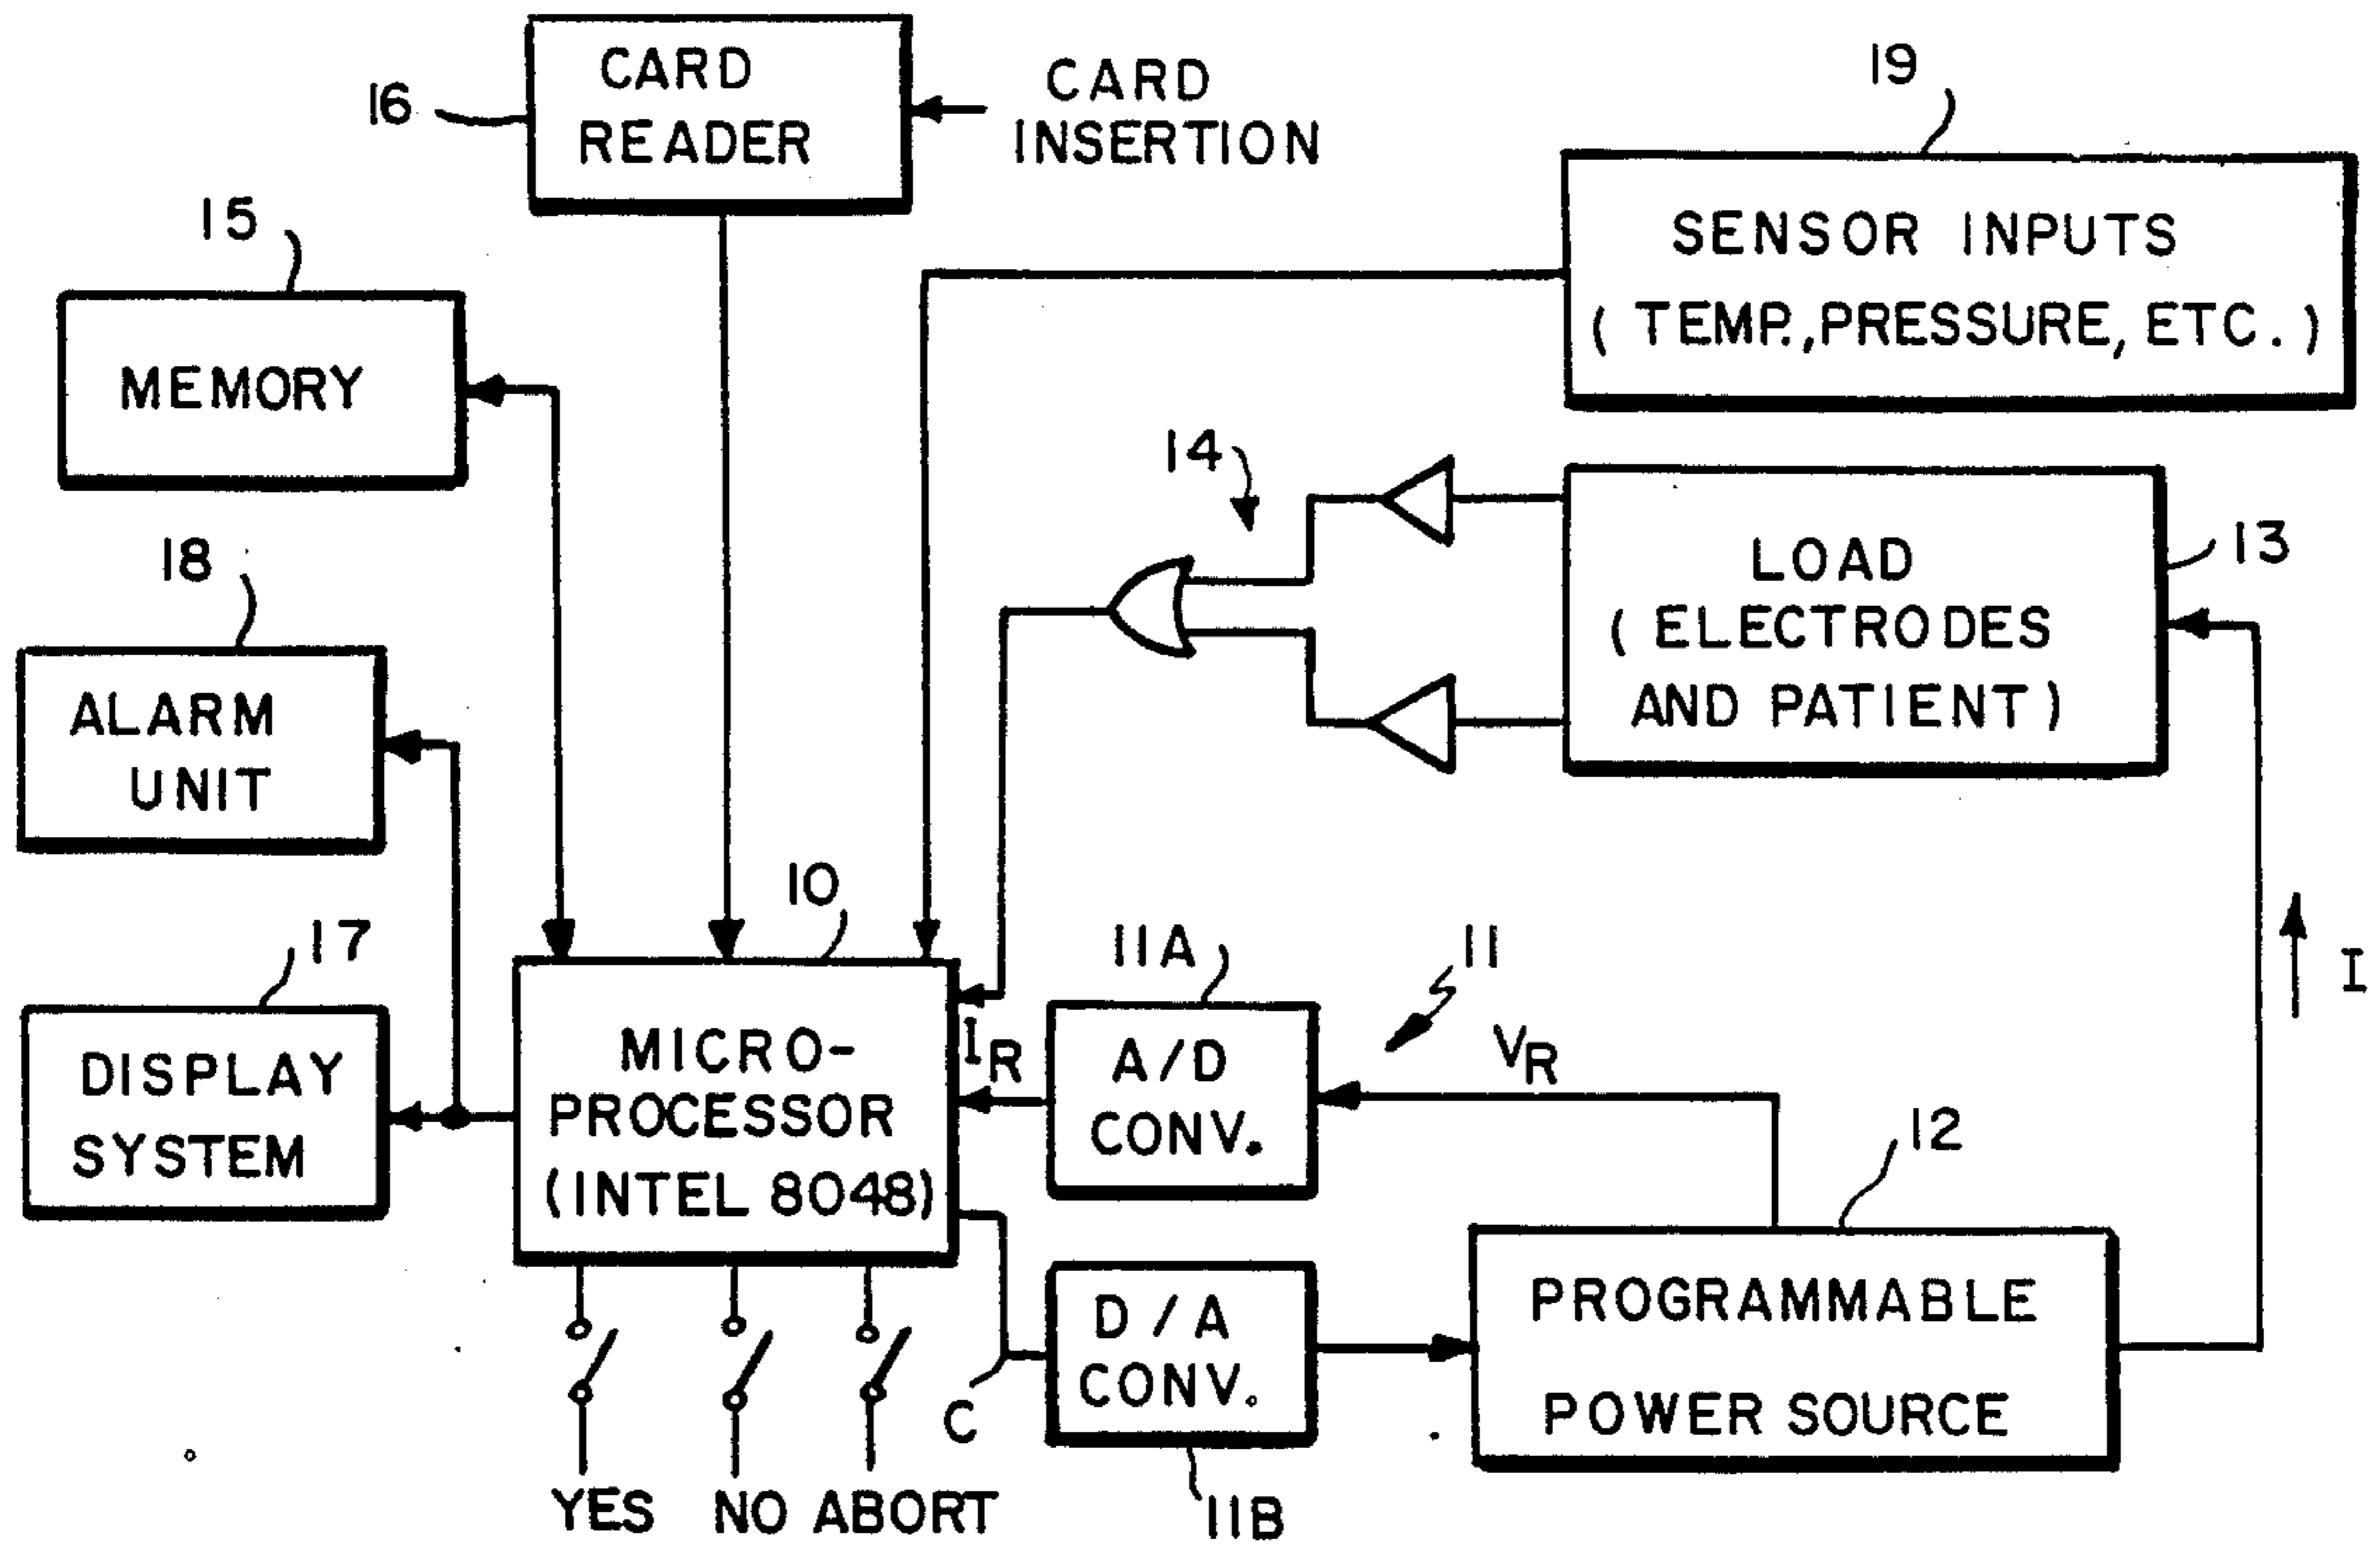 CARD
READER
16
CARD
INSERTION
19
SENSOR INPUTS
( TEMP., PRESSURE, ETC. )
15
MEMORY
14
LOAD
( ELECTRODES
AND PATIENT )
13
18
ALARM
UNIT
10
17
DISPLAY
SYSTEM
MICRO-
PROCESSOR
(INTEL 8048)
IR
11A
A/D
CONV.
11
VR
I
12
PROGRAMMABLE
POWER SOURCE
D / A
CONV.
C
11B
YES NO ABORT